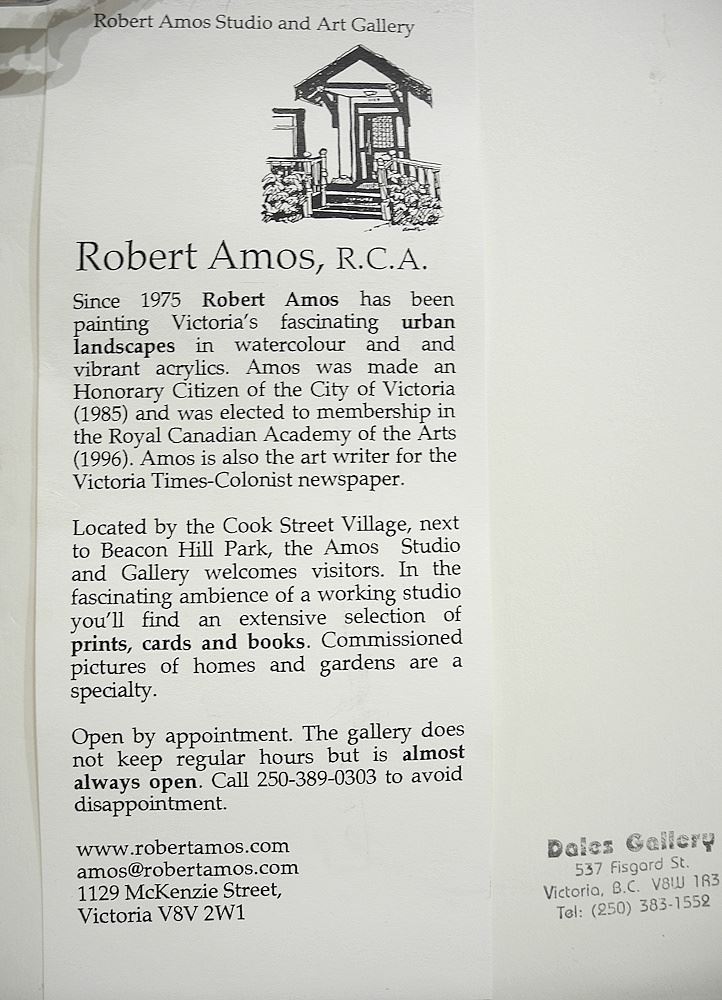 Robert Amos Studio and Art Gallery
Robert Amos, R.C.A.
Since 1975 Robert Amos has been
painting Victoria's fascinating urban
landscapes in watercolour and and
vibrant acrylics. Amos was made an
Honorary Citizen of the City of Victoria
(1985) and was elected to membership in
the Royal Canadian Academy of the Arts
(1996). Amos is also the art writer for the
Victoria Times-Colonist newspaper.
Located by the Cook Street Village, next
to Beacon Hill Park, the Amos Studio
and Gallery welcomes visitors. In the
fascinating ambience of a working studio
you'll find an extensive selection of
prints, cards and books. Commissioned
pictures of homes and gardens are a
specialty.
Open by appointment. The gallery does
not keep regular hours but is almost
always open. Call 250-389-0303 to avoid
disappointment.
www.robertamos.com
amos@robertamos.com
1129 McKenzie Street,
Victoria V8V 2W1
Dales Gallery
537 Fisgard St.
Victoria, B.C. V8W 1R3
Tel: (250) 383-1552